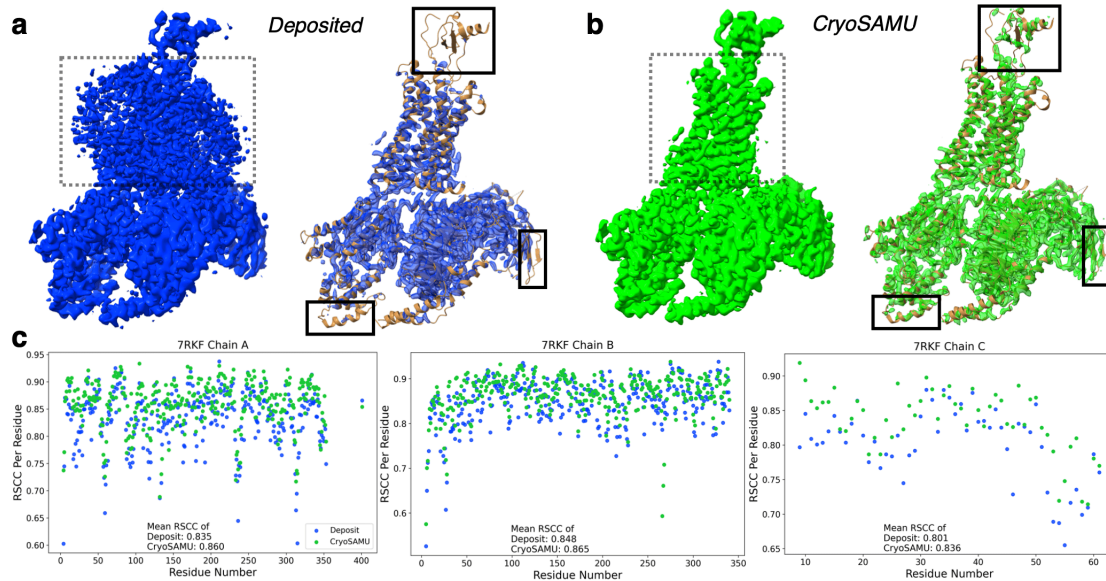 a
Deposited
b
CryoSAMU
c
7RKF Chain A
RSCC Per Residue
0.95
0.90
0.85
0.80
0.75
0.70
0.65
0.60
Mean RSCC of
Deposit: 0.835
CryoSAMU: 0.860
Deposit
CryoSAMU
0 50 100 150 200 250 300 350 400
Residue Number
7RKF Chain B
RSCC Per Residue
0.9
0.8
0.7
0.6
Mean RSCC of
Deposit: 0.848
CryoSAMU: 0.865
0 50 100 150 200 250 300 350
Residue Number
7RKF Chain C
RSCC Per Residue
0.90
0.85
0.80
0.75
0.70
0.65
Mean RSCC of
Deposit: 0.801
CryoSAMU: 0.836
10 20 30 40 50 60
Residue Number